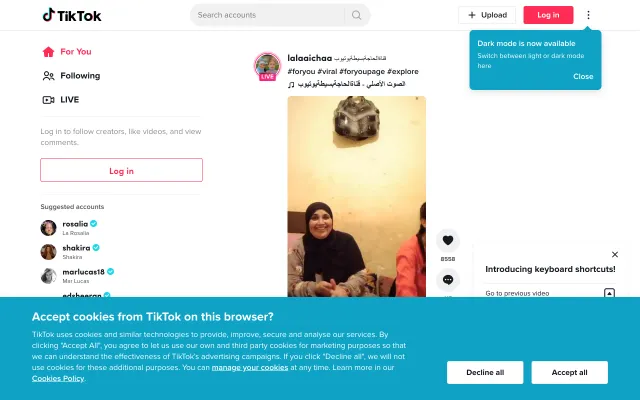 TikTok
Search accounts
Upload
Log in
Dark mode is now available
Switch between light or dark mode
here
Close
For You
Following
LIVE
Log in to follow creators, like videos, and view
comments.
Log in
Suggested accounts
rosalia
La Rosalia
shakira
Shakira
marlucas18
Mar Lucas
edsheeran
lalaaichaa قناةلحاجةبسيطةيوتيوب
#foryou #viral #foryoupage #explore
الصوت الأصلي - قناةلحاجةبسيطةيوتيوب
LIVE
8558
Introducing keyboard shortcuts!
Go to previous video
Accept cookies from TikTok on this browser?
TikTok uses cookies and similar technologies to provide, improve, secure and analyse our services. By
clicking "Accept All", you agree to let us use our own and third party cookies for marketing purposes so that
we can understand the effectiveness of TikTok's advertising campaigns. If you click "Decline all", we will
not use cookies for these additional purposes. You can manage your cookies at any time. Learn more in our
Cookies Policy.
Decline all
Accept all